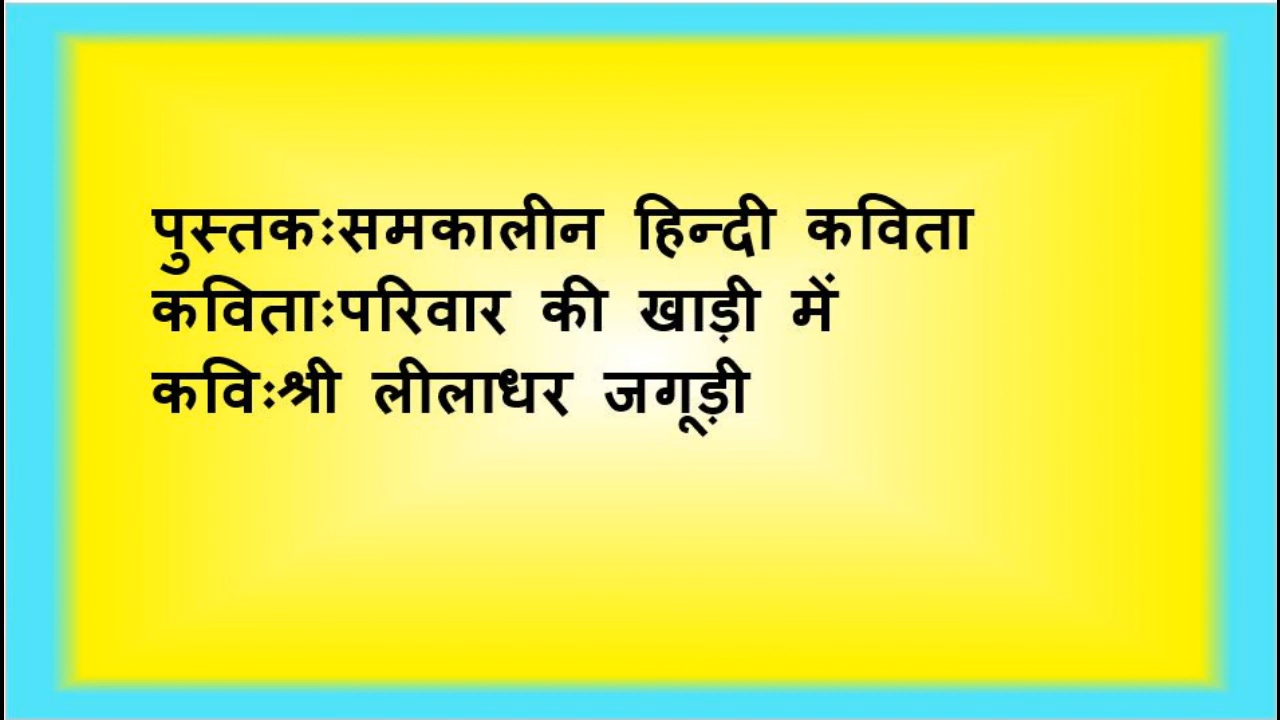 पुस्तकःसमकालीन हिन्दी कविता
कविताःपरिवार की खाड़ी में
कविःश्री लीलाधर जगूड़ी